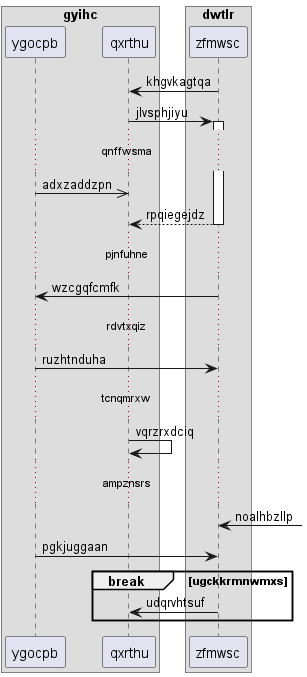 gyihc dwtlr
ygocpb qxrthu zfmwsc
khgvkagtqa
jlvsphjiyu
qnffwsma
adxzaddzpn
rpqiegejdz
pjnfuhne
wzcgqfcmfk
rdvtxqiz
ruzhtnduha
tcnqmrxw
vqrzrxdciq
ampznsrs
noalhbzllp
pgkjuggaan
break [ugckkrmnwmxs]
udqrvhtsuf
ygocpb qxrthu zfmwsc